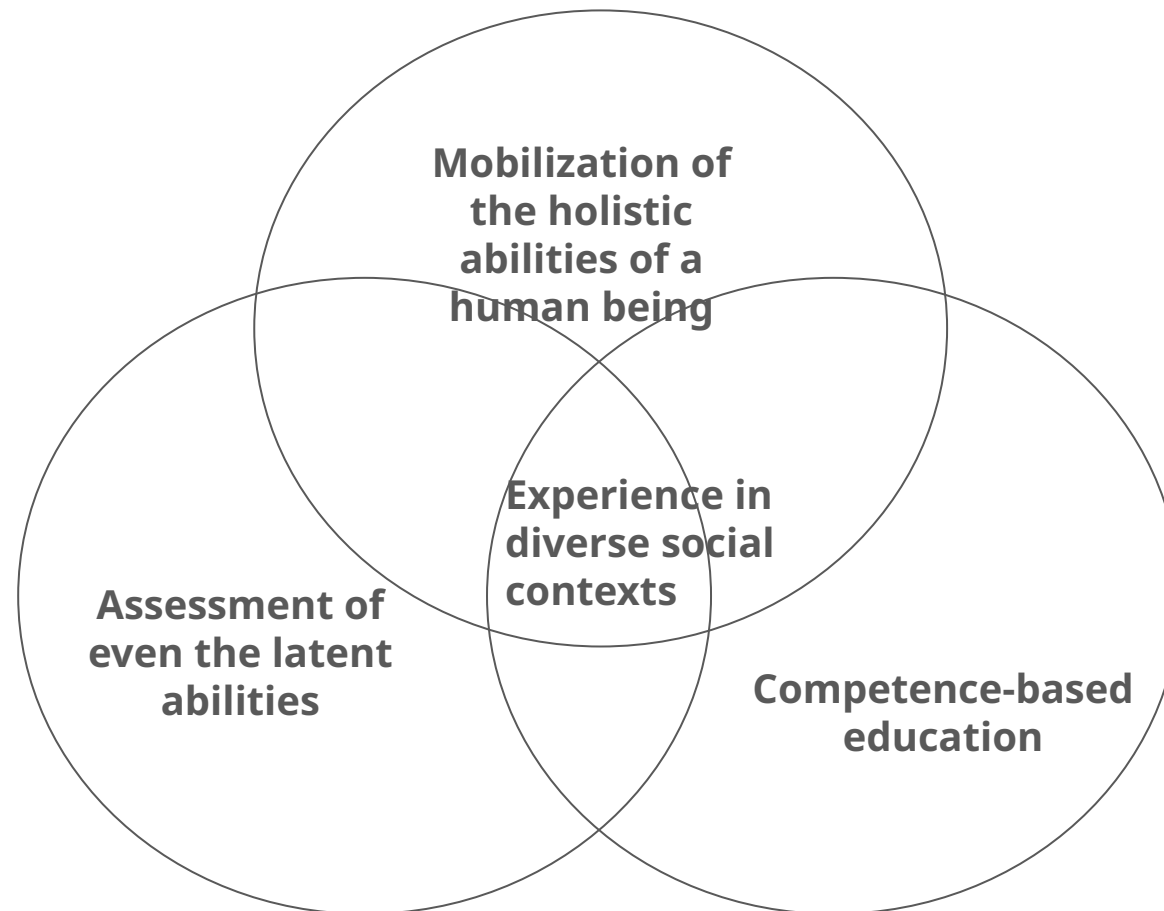 Mobilization of
the holistic
abilities of a
human being
Experience in
diverse social
contexts
Assessment of
even the latent
abilities
Competence-based
education